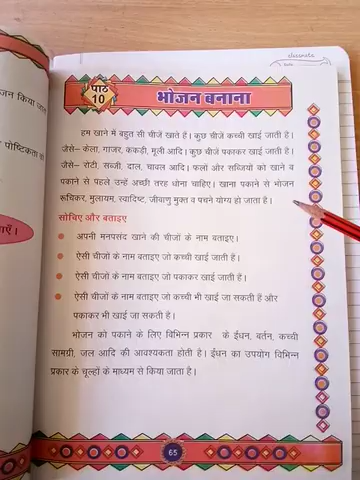 classmate
पाठ
10
भोजन बनाना
हम खाने में बहुत सी चीजें खाते हैं। कुछ चीजें कच्ची खाई जाती हैं।
जैसे– केला, गाजर, ककड़ी, मूली आदि। कुछ चीजें पकाकर खाई जाती हैं।
जैसे– रोटी, सब्जी, दाल, चावल आदि। फलों और सब्जियों को खाने व
पकाने से पहले उन्हें अच्छी तरह धोना चाहिए। खाना पकाने से भोजन
रूचिकर, मुलायम, स्वादिष्ट, जीवाणु मुक्त व पचने योग्य हो जाता है।
सोचिए और बताइए
अपनी मनपसंद खाने की चीजों के नाम बताइए।
ऐसी चीजों के नाम बताइए जो कच्ची खाई जाती हैं।
ऐसी चीजों के नाम बताइए जो पकाकर खाई जाती हैं।
ऐसी चीजों के नाम बताइए जो कच्ची भी खाई जा सकती हैं और
पकाकर भी खाई जा सकती है।
भोजन को पकाने के लिए विभिन्न प्रकार के ईंधन, बर्तन, कच्ची
सामग्री, जल आदि की आवश्यकता होती है। ईंधन का उपयोग विभिन्न
प्रकार के चूल्हों के माध्यम से किया जाता है।
65